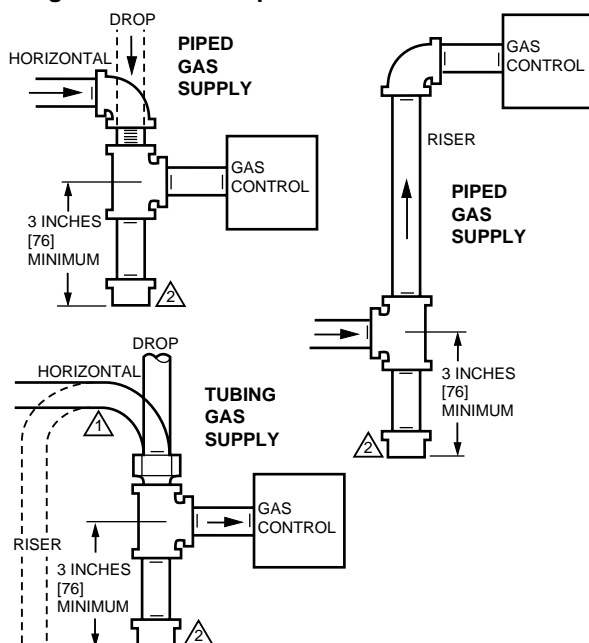 DROP
HORIZONTAL
PIPED
GAS
SUPPLY
GAS
CONTROL
3 INCHES
[76]
MINIMUM
2
GAS
CONTROL
RISER
PIPED
GAS
SUPPLY
3 INCHES
[76]
MINIMUM
2
DROP
HORIZONTAL
1
TUBING
GAS
SUPPLY
GAS
CONTROL
RISER
3 INCHES
[76]
MINIMUM
2